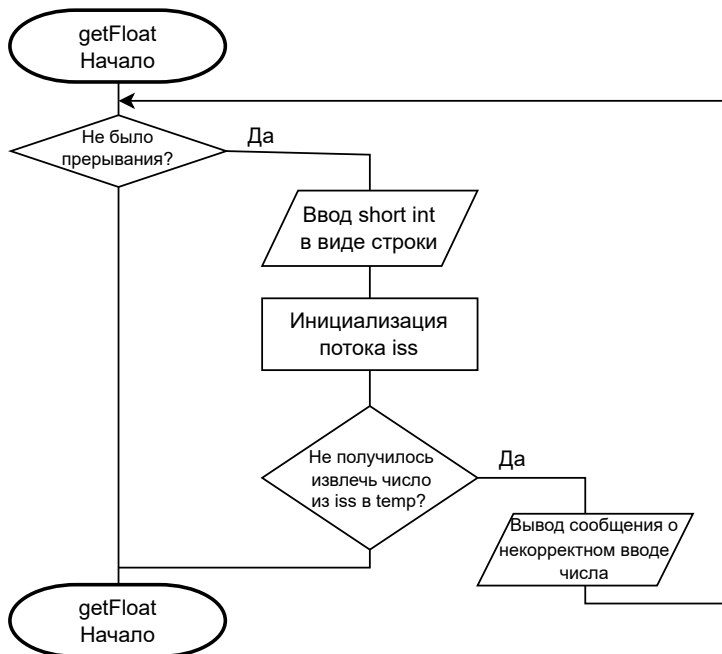 getFloat
Начало
Не было
прерывания?
Да
Ввод short int
в виде строки
Инициализация
потока iss
Не получилось
извлечь число
из iss в temp?
Да
Вывод сообщения о
некорректном вводе
числа
getFloat
Начало